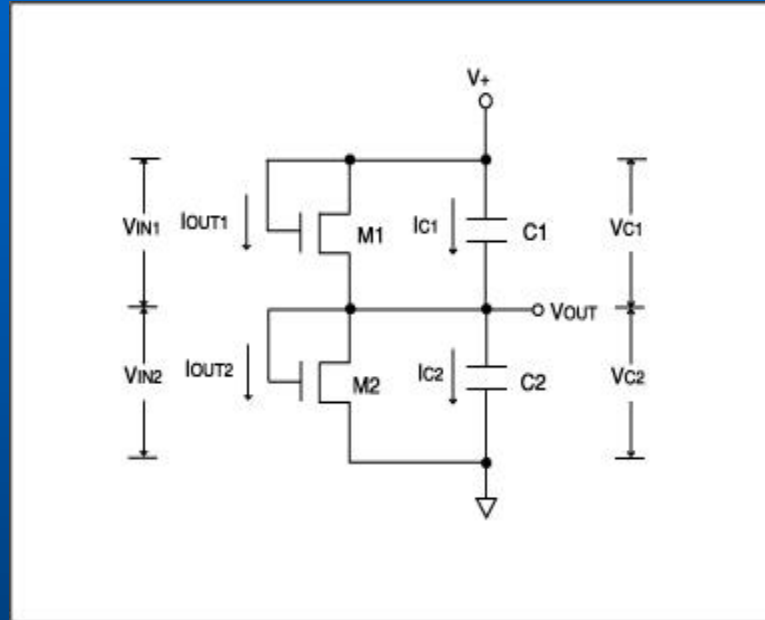 V+
VIN1
IOUT1
M1
IC1
C1
VC1
VOUT
VIN2
IOUT2
M2
IC2
C2
VC2